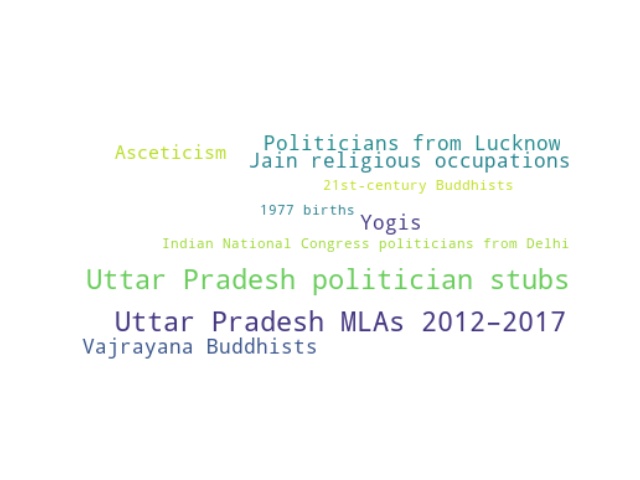 Asceticism
Politicians from Lucknow
Jain religious occupations
21st-century Buddhists
1977 births
Yogis
Indian National Congress politicians from Delhi
Uttar Pradesh politician stubs
Uttar Pradesh MLAs 2012–2017
Vajrayana Buddhists